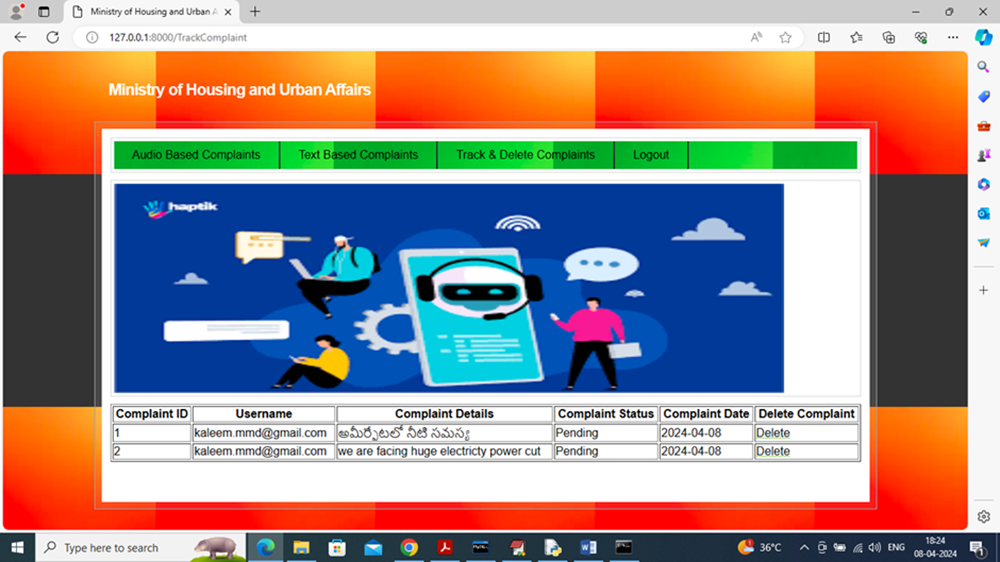 Ministry of Housing and Urban A
127.0.0.1:8000/TrackComplaint
Ministry of Housing and Urban Affairs
Audio Based Complaints Text Based Complaints Track & Delete Complaints Logout
haptik
Complaint ID Username Complaint Details Complaint Status Complaint Date Delete Complaint
1 kaleem.mmd@gmail.com అమీర్పేటలో నీటి సమస్య Pending 2024-04-08 Delete
2 kaleem.mmd@gmail.com we are facing huge electricty power cut Pending 2024-04-08 Delete
Type here to search
36°C
ENG
18:24
08-04-2024
1